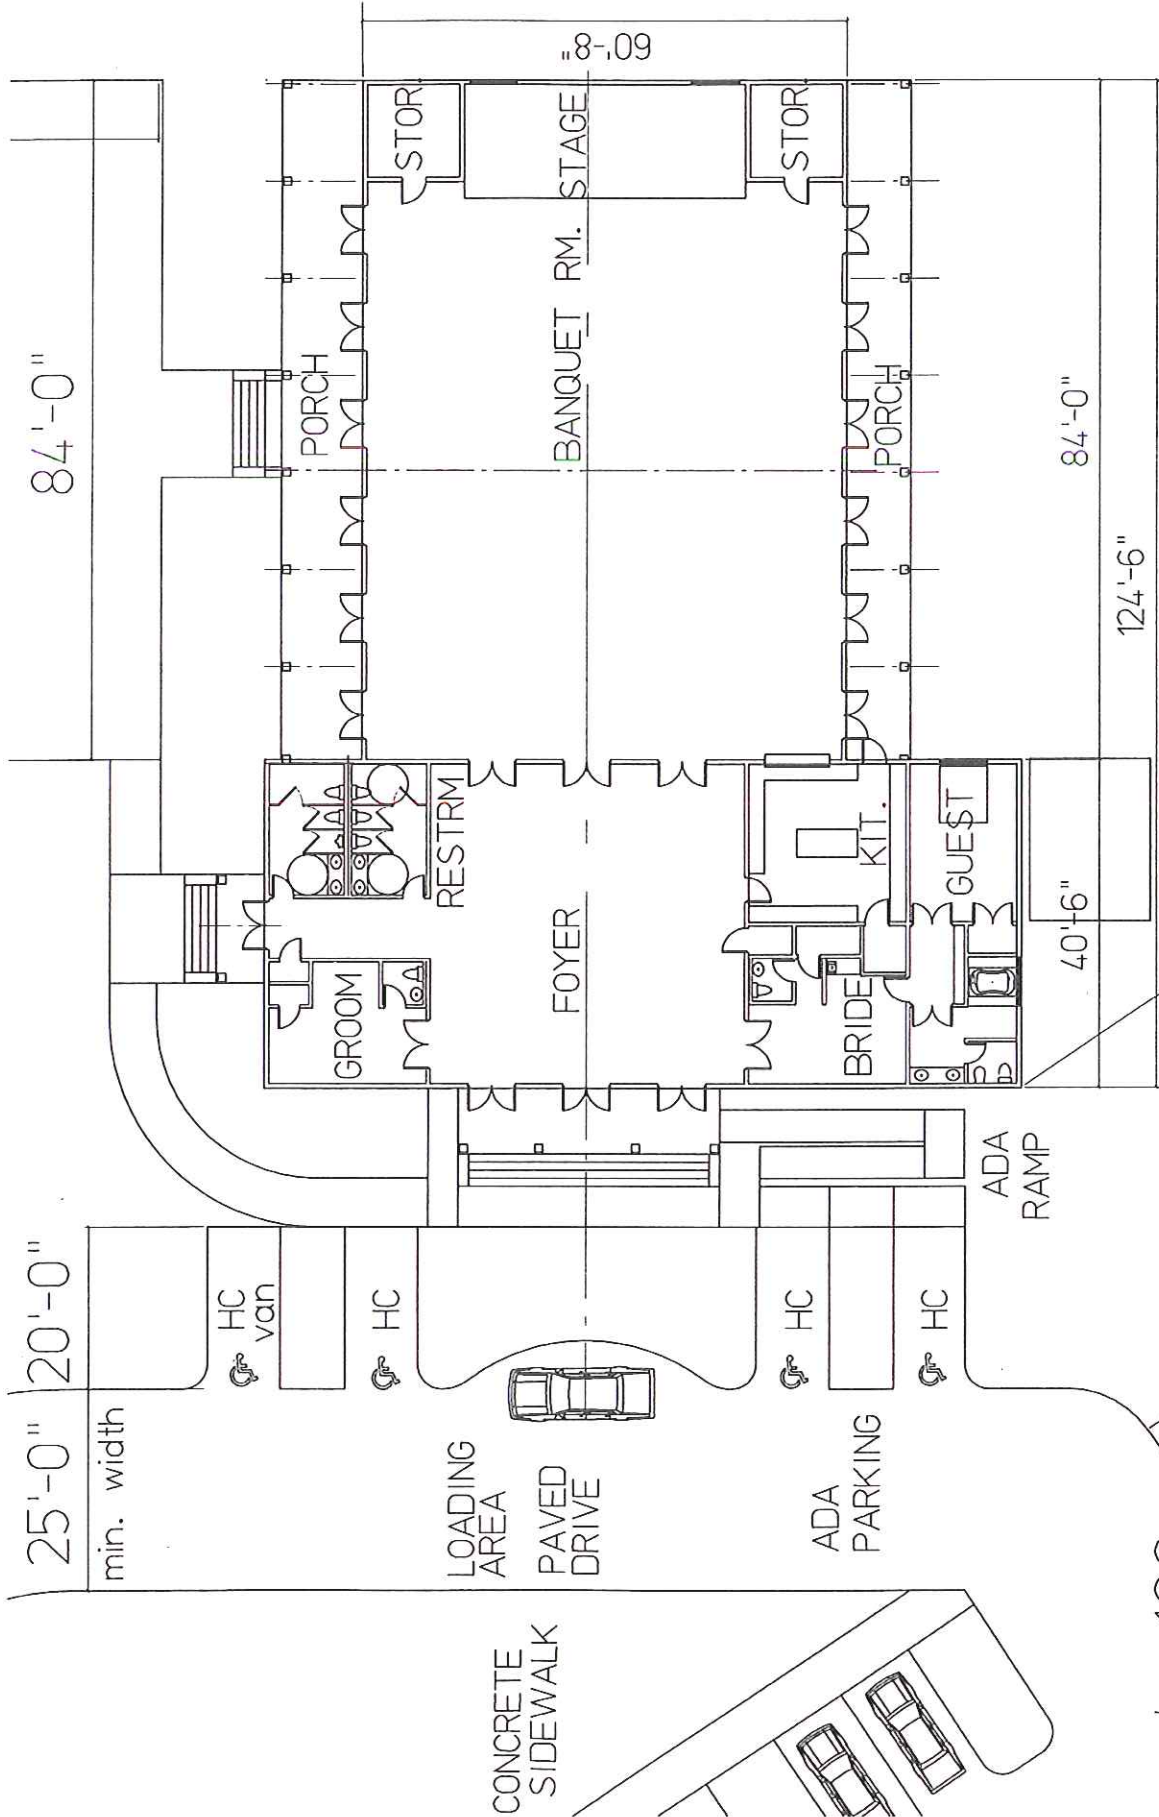 84'-0"
60'-8"
STOR
STAGE
STOR
BANQUET RM.
PORCH
PORCH
84'-0"
124'-6"
RESTRM
KIT.
GUEST
FOYER
40'-6"
GROOM
BRIDE
ADA
RAMP
20'-0"
HC
van
HC
HC
HC
25'-0"
min. width
LOADING
AREA
PAVED
DRIVE
ADA
PARKING
CONCRETE
SIDEWALK